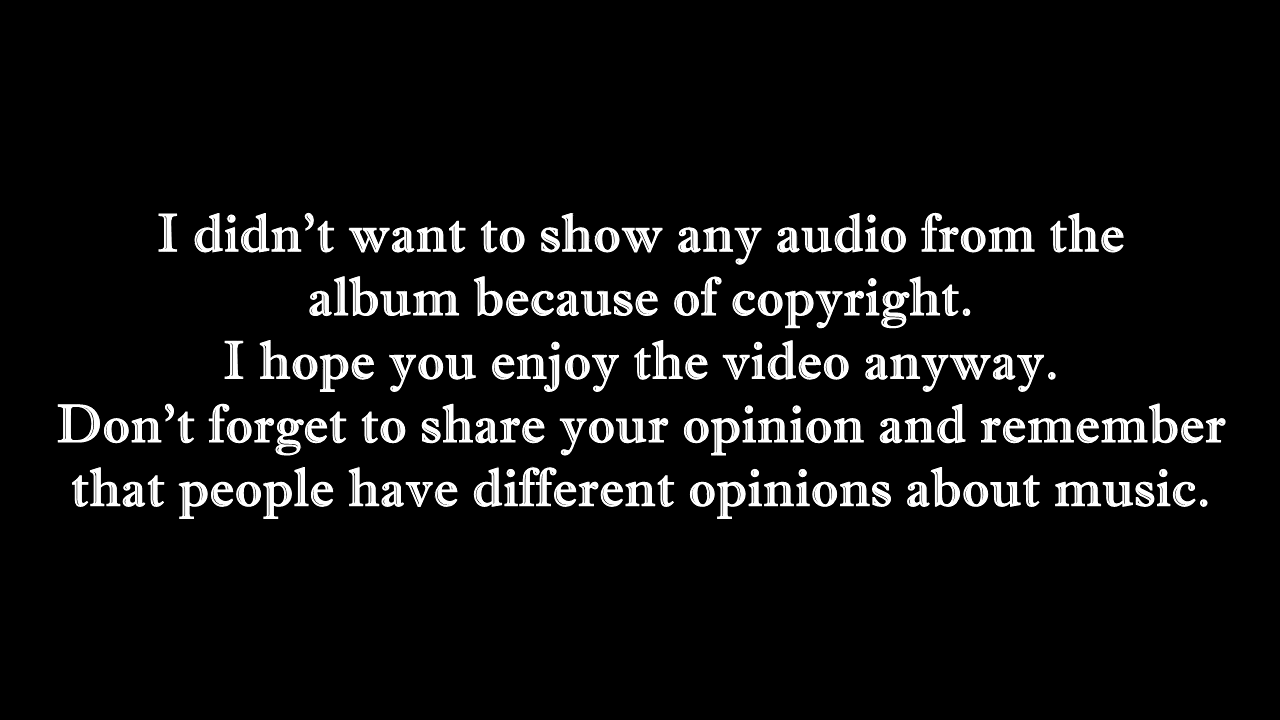 I didn't want to show any audio from the
album because of copyright.
I hope you enjoy the video anyway.
Don't forget to share your opinion and remember
that people have different opinions about music.